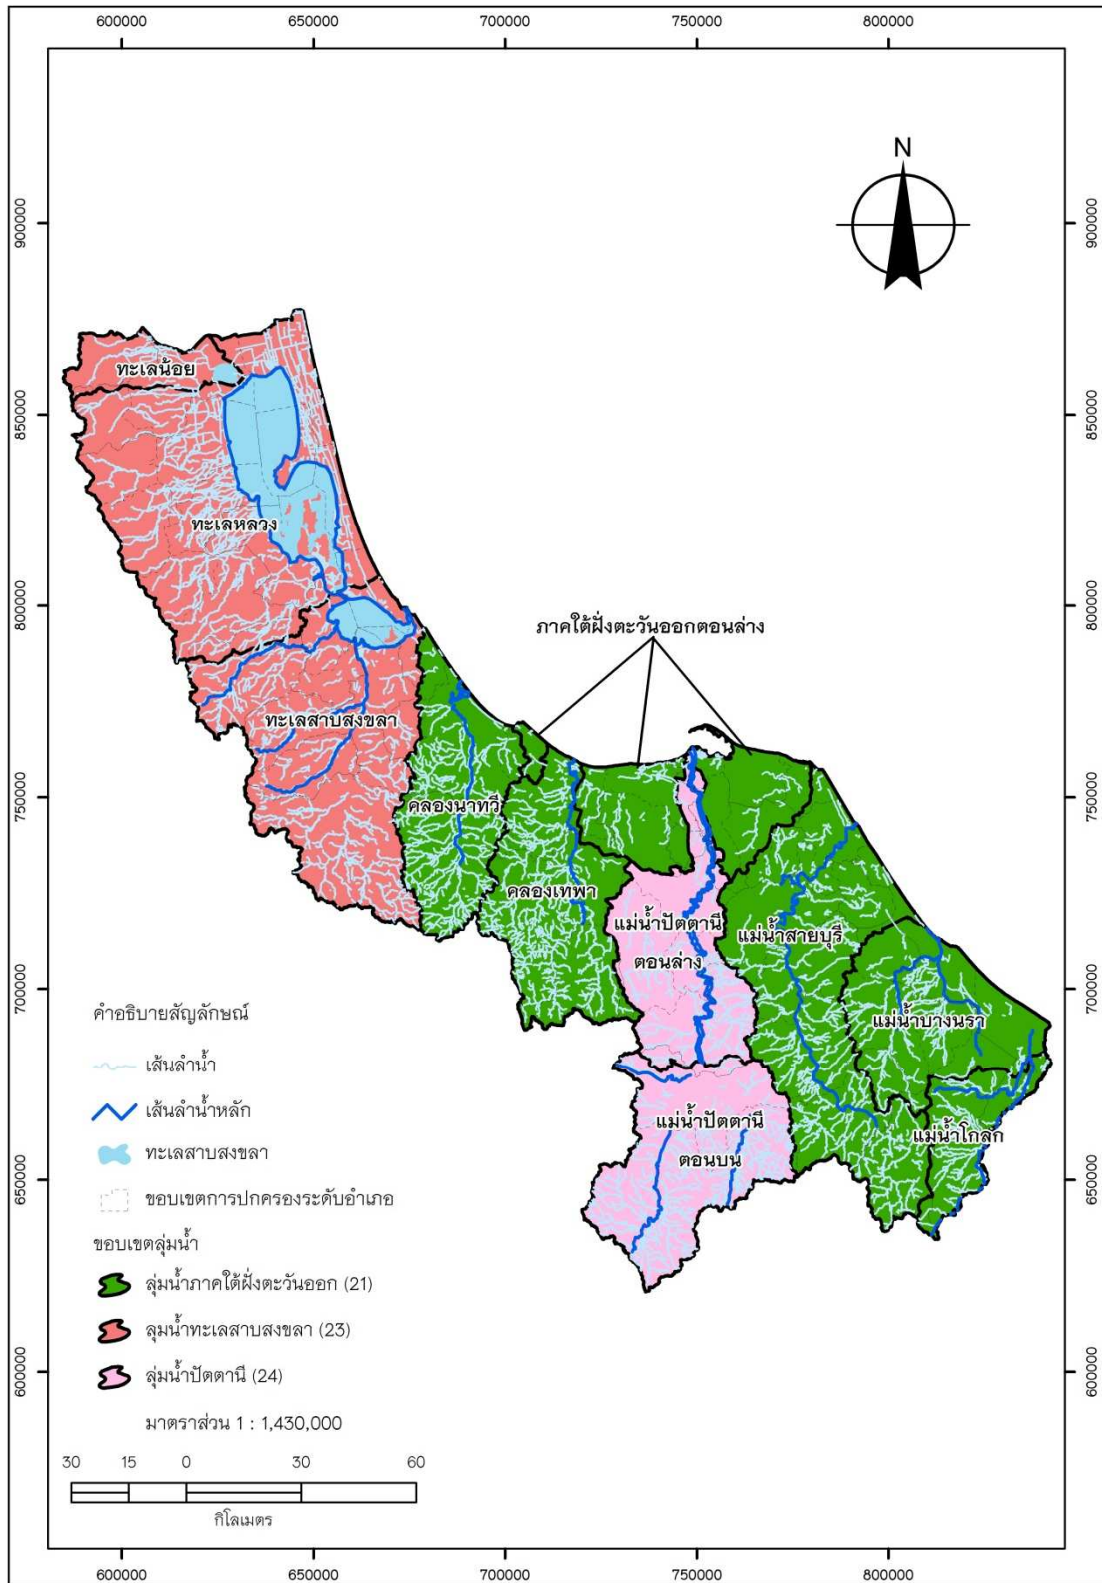 600000 650000 700000 750000 800000
N
900000 900000
ทะเลน้อย
850000 850000
ทะเลหลวง
800000 800000
ภาคใต้ฝั่งตะวันออกตอนล่าง
ทะเลสาบสงขลา
750000 750000
คลองนาทวี
คลองเทพา
แม่น้ำปัตตานี
ตอนล่าง
แม่น้ำสายบุรี
700000 700000
แม่น้ำบางนรา
แม่น้ำปัตตานี
ตอนบน
แม่น้ำโกลก
650000 650000
คำอธิบายสัญลักษณ์
เส้นลำน้ำ
เส้นลำน้ำหลัก
ทะเลสาบสงขลา
ขอบเขตการปกครองระดับอำเภอ
ขอบเขตลุ่มน้ำ
ลุ่มน้ำภาคใต้ฝั่งตะวันออก (21)
ลุมน้ำทะเลสาบสงขลา (23)
ลุ่มน้ำปัตตานี (24)
600000 600000
มาตราส่วน 1 : 1,430,000
30 15 0 30 60
กิโลเมตร
600000 650000 700000 750000 800000